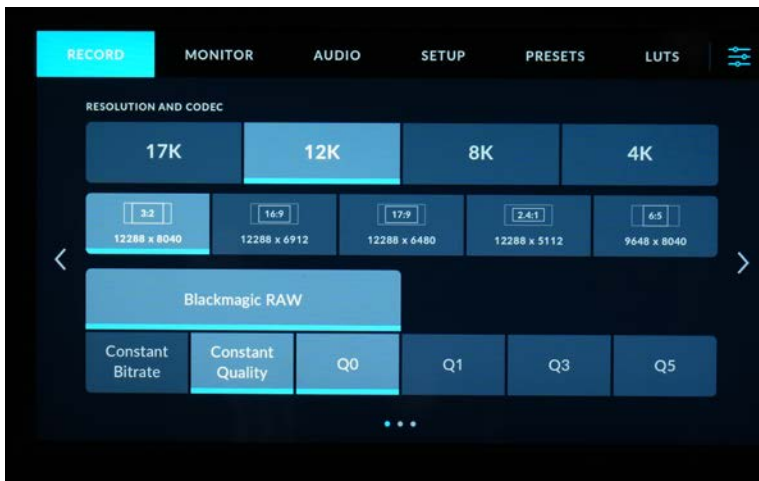 RECORD MONITOR AUDIO SETUP PRESETS LUTS
RESOLUTION AND CODEC
17K 12K 8K 4K
3:2 16:9 17:9 2.4:1 6:5
12288 x 8040 12288 x 6912 12288 x 6480 12288 x 5112 9648 x 8040
Blackmagic RAW
Constant Bitrate Constant Quality Q0 Q1 Q3 Q5